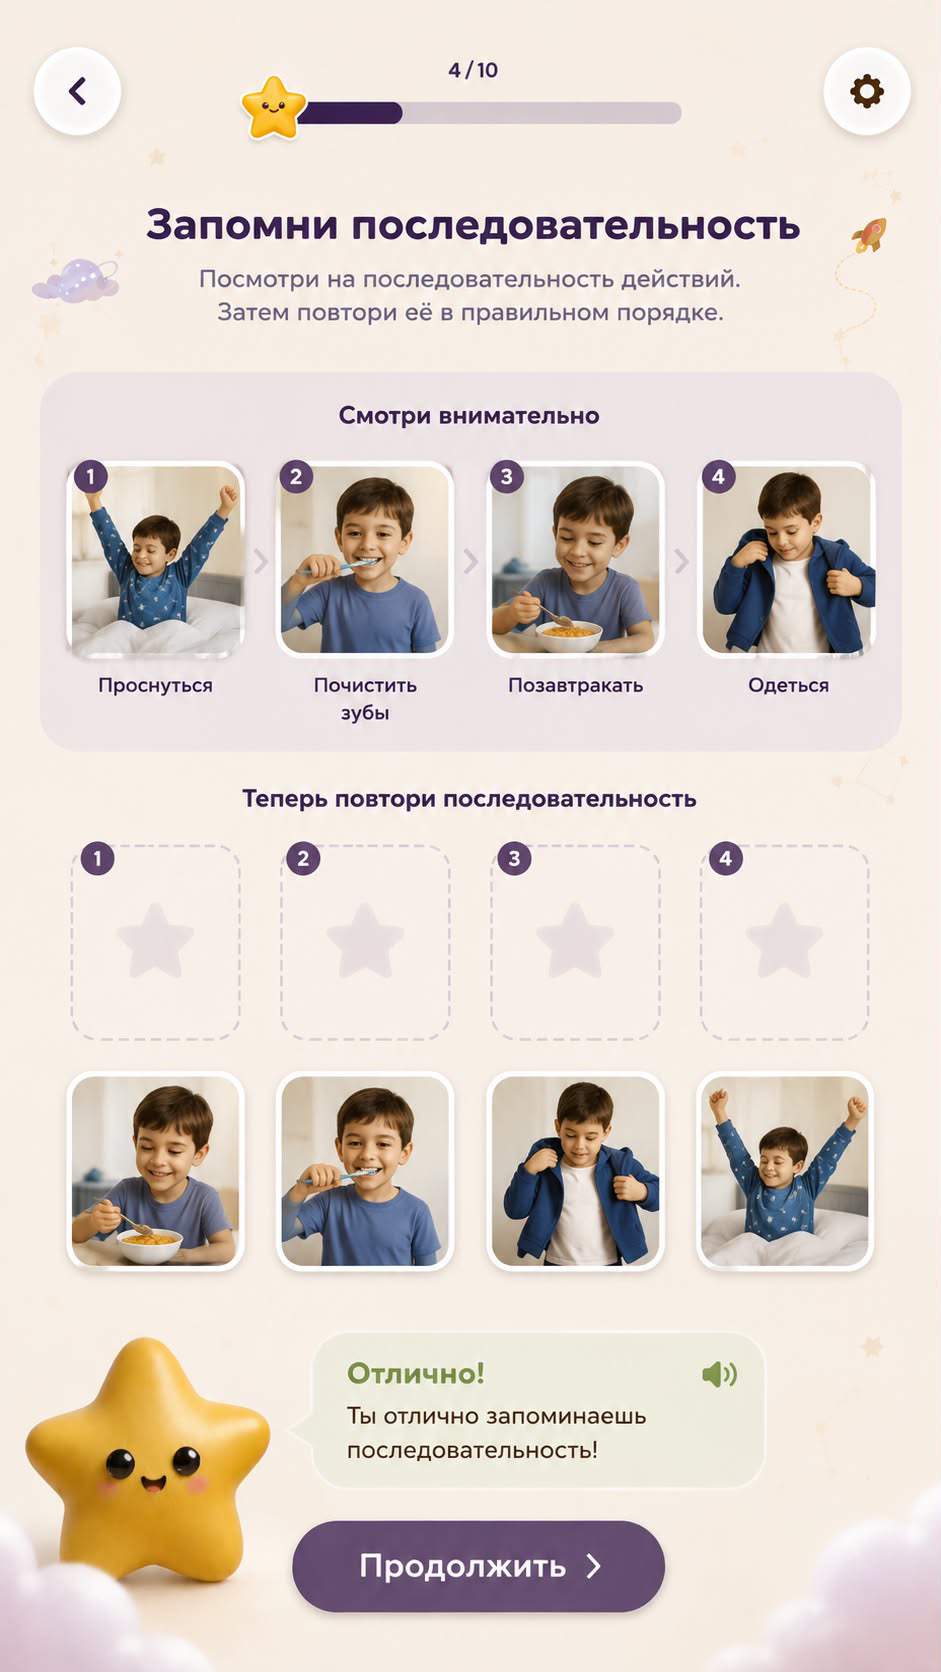 4 / 10
Запомни последовательность
Посмотри на последовательность действий.
Затем повтори её в правильном порядке.
Смотри внимательно
1
2
3
4
Проснуться
Почистить
зубы
Позавтракать
Одеться
Теперь повтори последовательность
1
2
3
4
Отлично!
Ты отлично запоминаешь
последовательность!
Продолжить